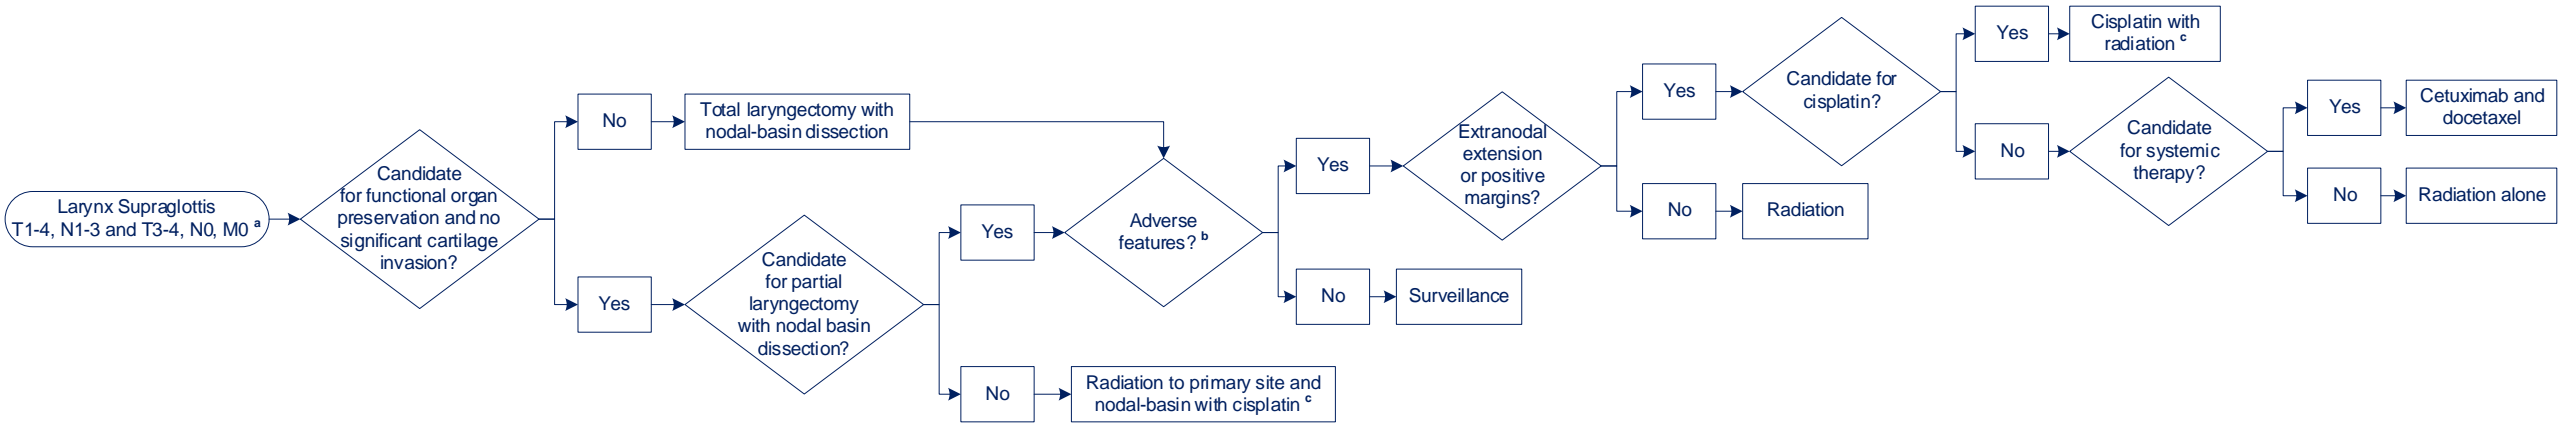 Larynx Supraglottis
T1-4, N1-3 and T3-4, N0, M0 a
Candidate
for functional organ
preservation and no
significant cartilage
invasion?
No
Total laryngectomy with
nodal-basin dissection
Yes
Candidate
for partial
laryngectomy
with nodal basin
dissection?
Yes
No
Radiation to primary site and
nodal-basin with cisplatin c
Adverse
features? b
Yes
No
Surveillance
Extranodal
extension
or positive
margins?
Yes
No
Radiation
Candidate for
cisplatin?
Yes
Cisplatin with
radiation c
No
Candidate
for systemic
therapy?
Yes
Cetuximab and
docetaxel
No
Radiation alone